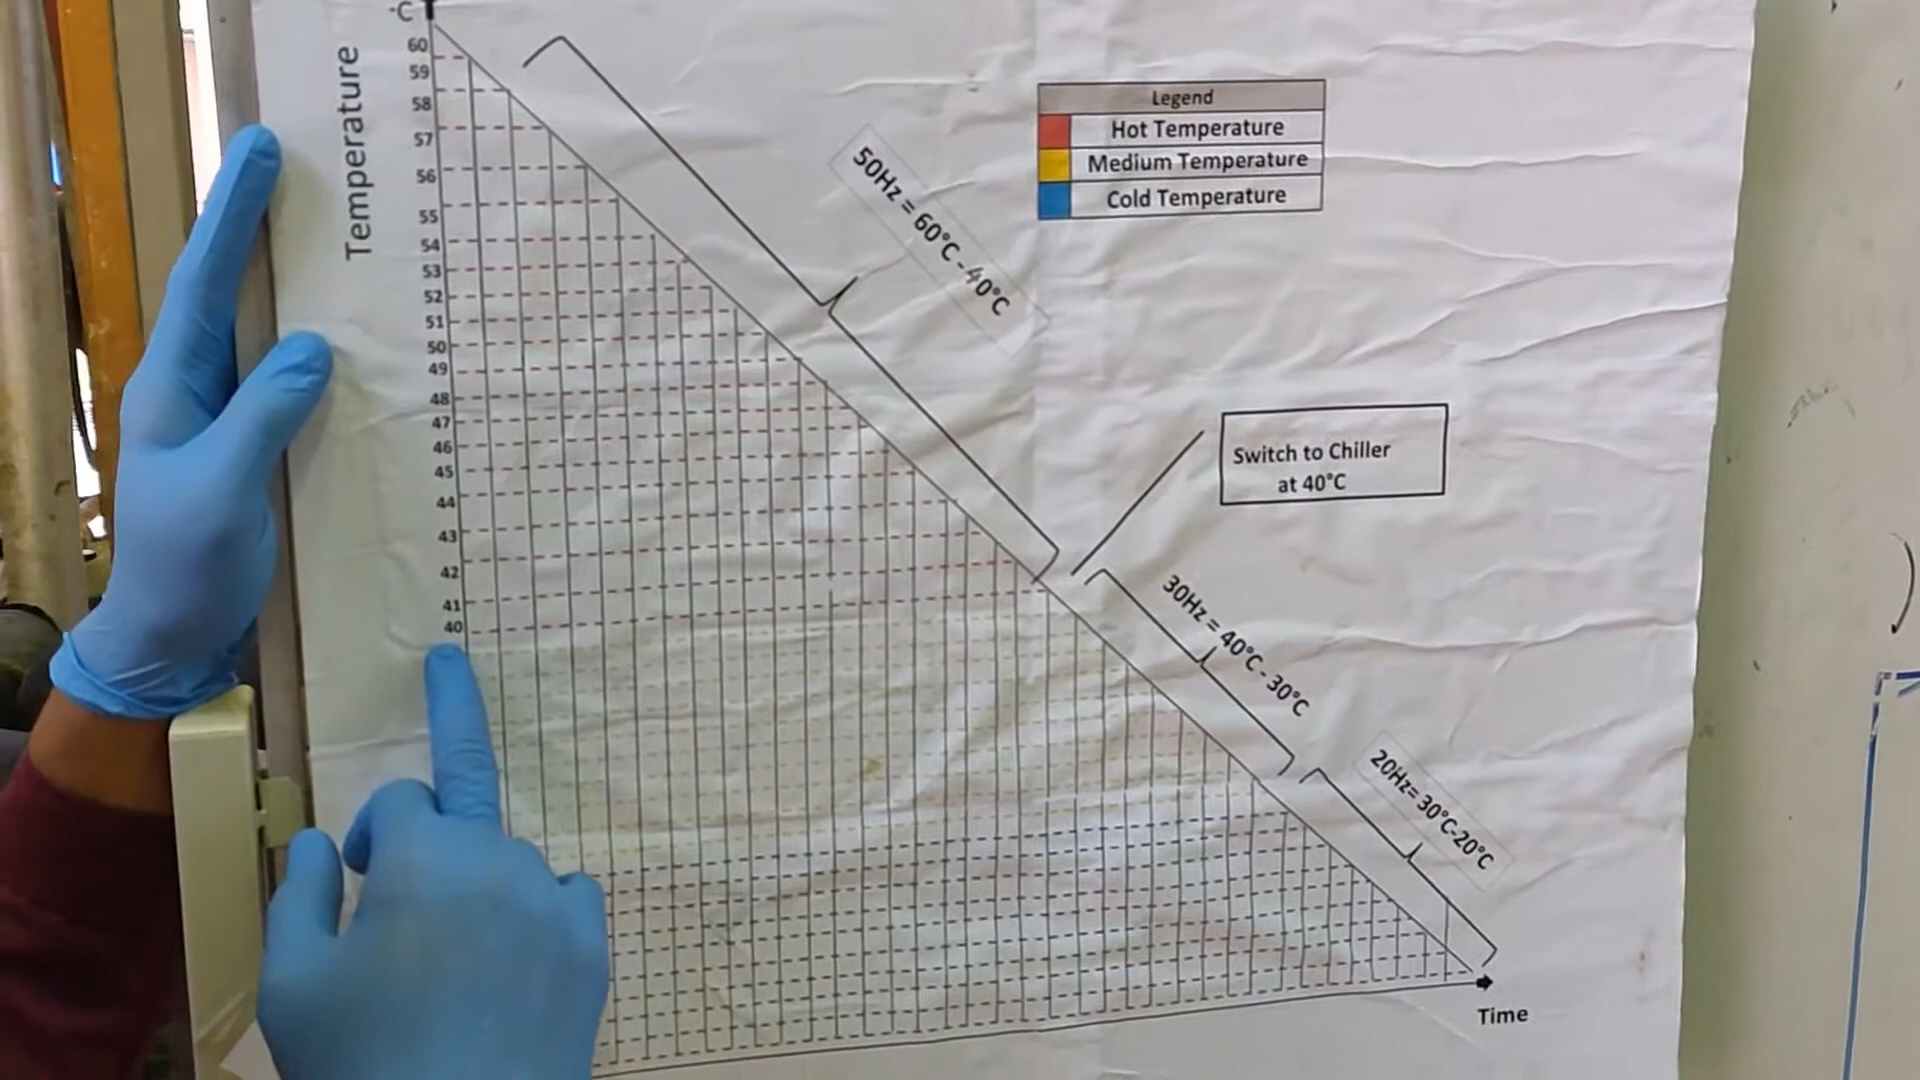 °C
Temperature
60
59
58
57
56
55
54
53
52
51
50
49
48
47
46
45
44
43
42
41
40
50Hz = 60°C - 40°C
Legend
Hot Temperature
Medium Temperature
Cold Temperature
Switch to Chiller
at 40°C
30Hz = 40°C - 30°C
20Hz= 30°C-20°C
Time